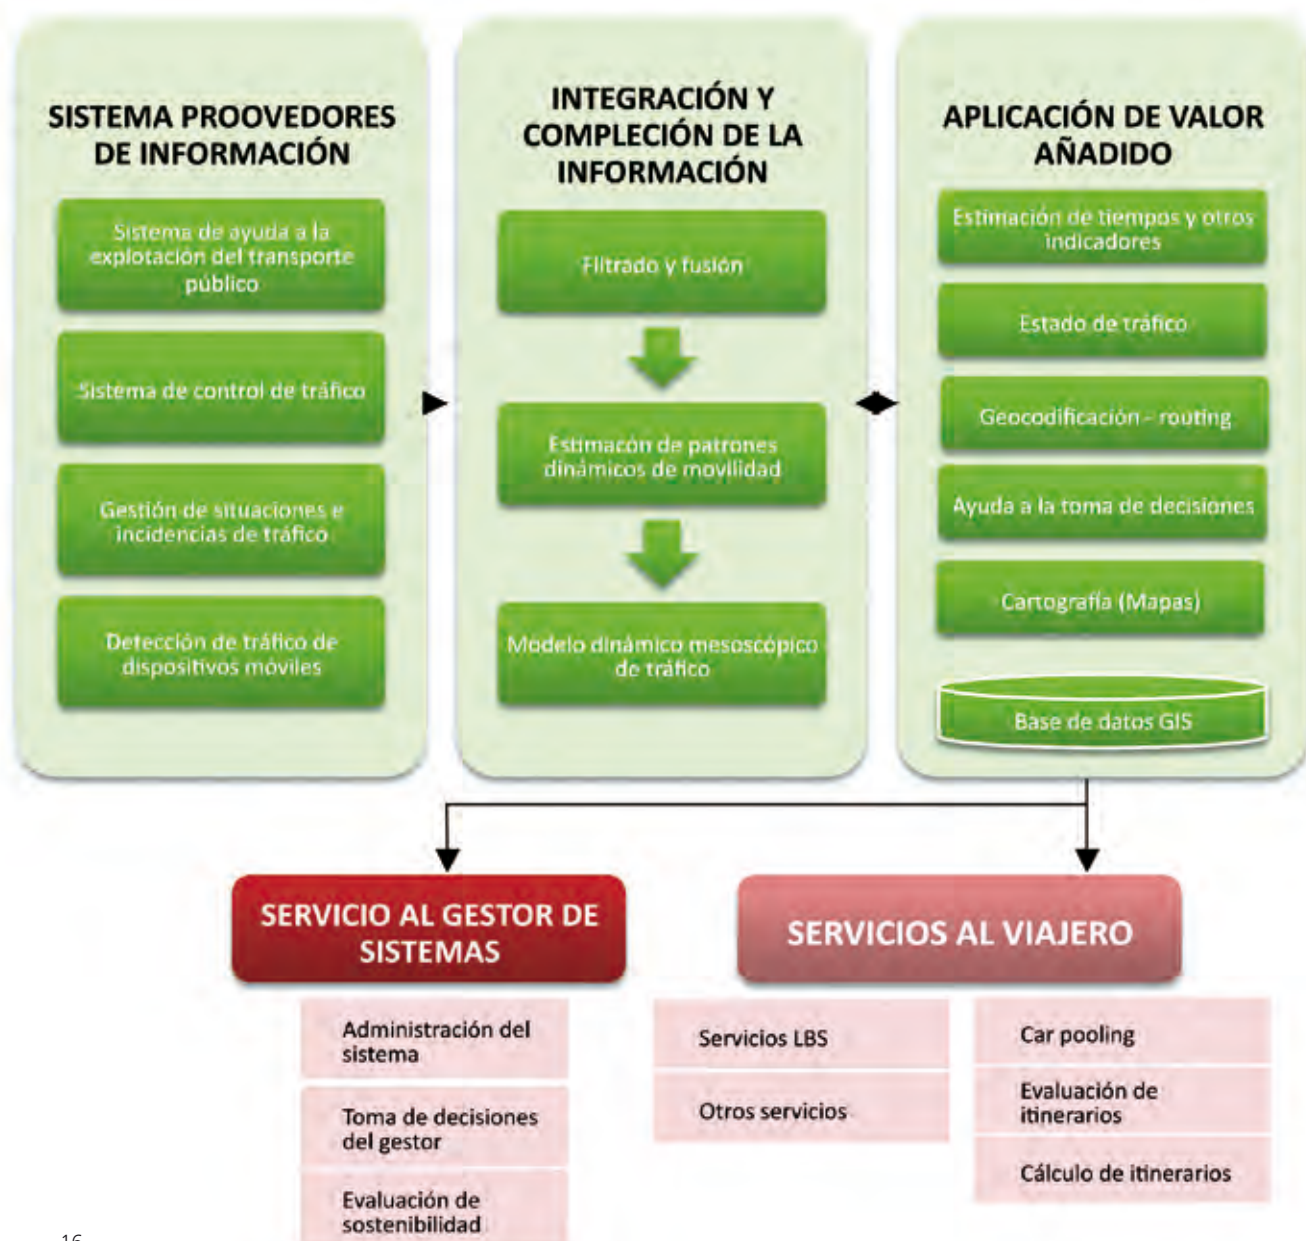 SISTEMA PROOVEDORES
DE INFORMACIÓN
Sistema de ayuda a la
explotación del transporte
público
Sistema de control de tráfico
Gestión de situaciones e
incidencias de tráfico
Detección de tráfico de
dispositivos móviles
INTEGRACIÓN Y
COMPLECIÓN DE LA
INFORMACIÓN
Filtrado y fusión
Estimacón de patrones
dinámicos de movilidad
Modelo dinámico mesoscópico
de tráfico
APLICACIÓN DE VALOR
AÑADIDO
Estimación de tiempos y otros
indicadores
Estado de tráfico
Geocodificación - routing
Ayuda a la toma de decisiones
Cartografía (Mapas)
Base de datos GIS
SERVICIO AL GESTOR DE
SISTEMAS
Administración del
sistema
Toma de decisiones
del gestor
Evaluación de
sostenibilidad
SERVICIOS AL VIAJERO
Servicios LBS
Otros servicios
Car pooling
Evaluación de
itinerarios
Cálculo de itinerarios
16